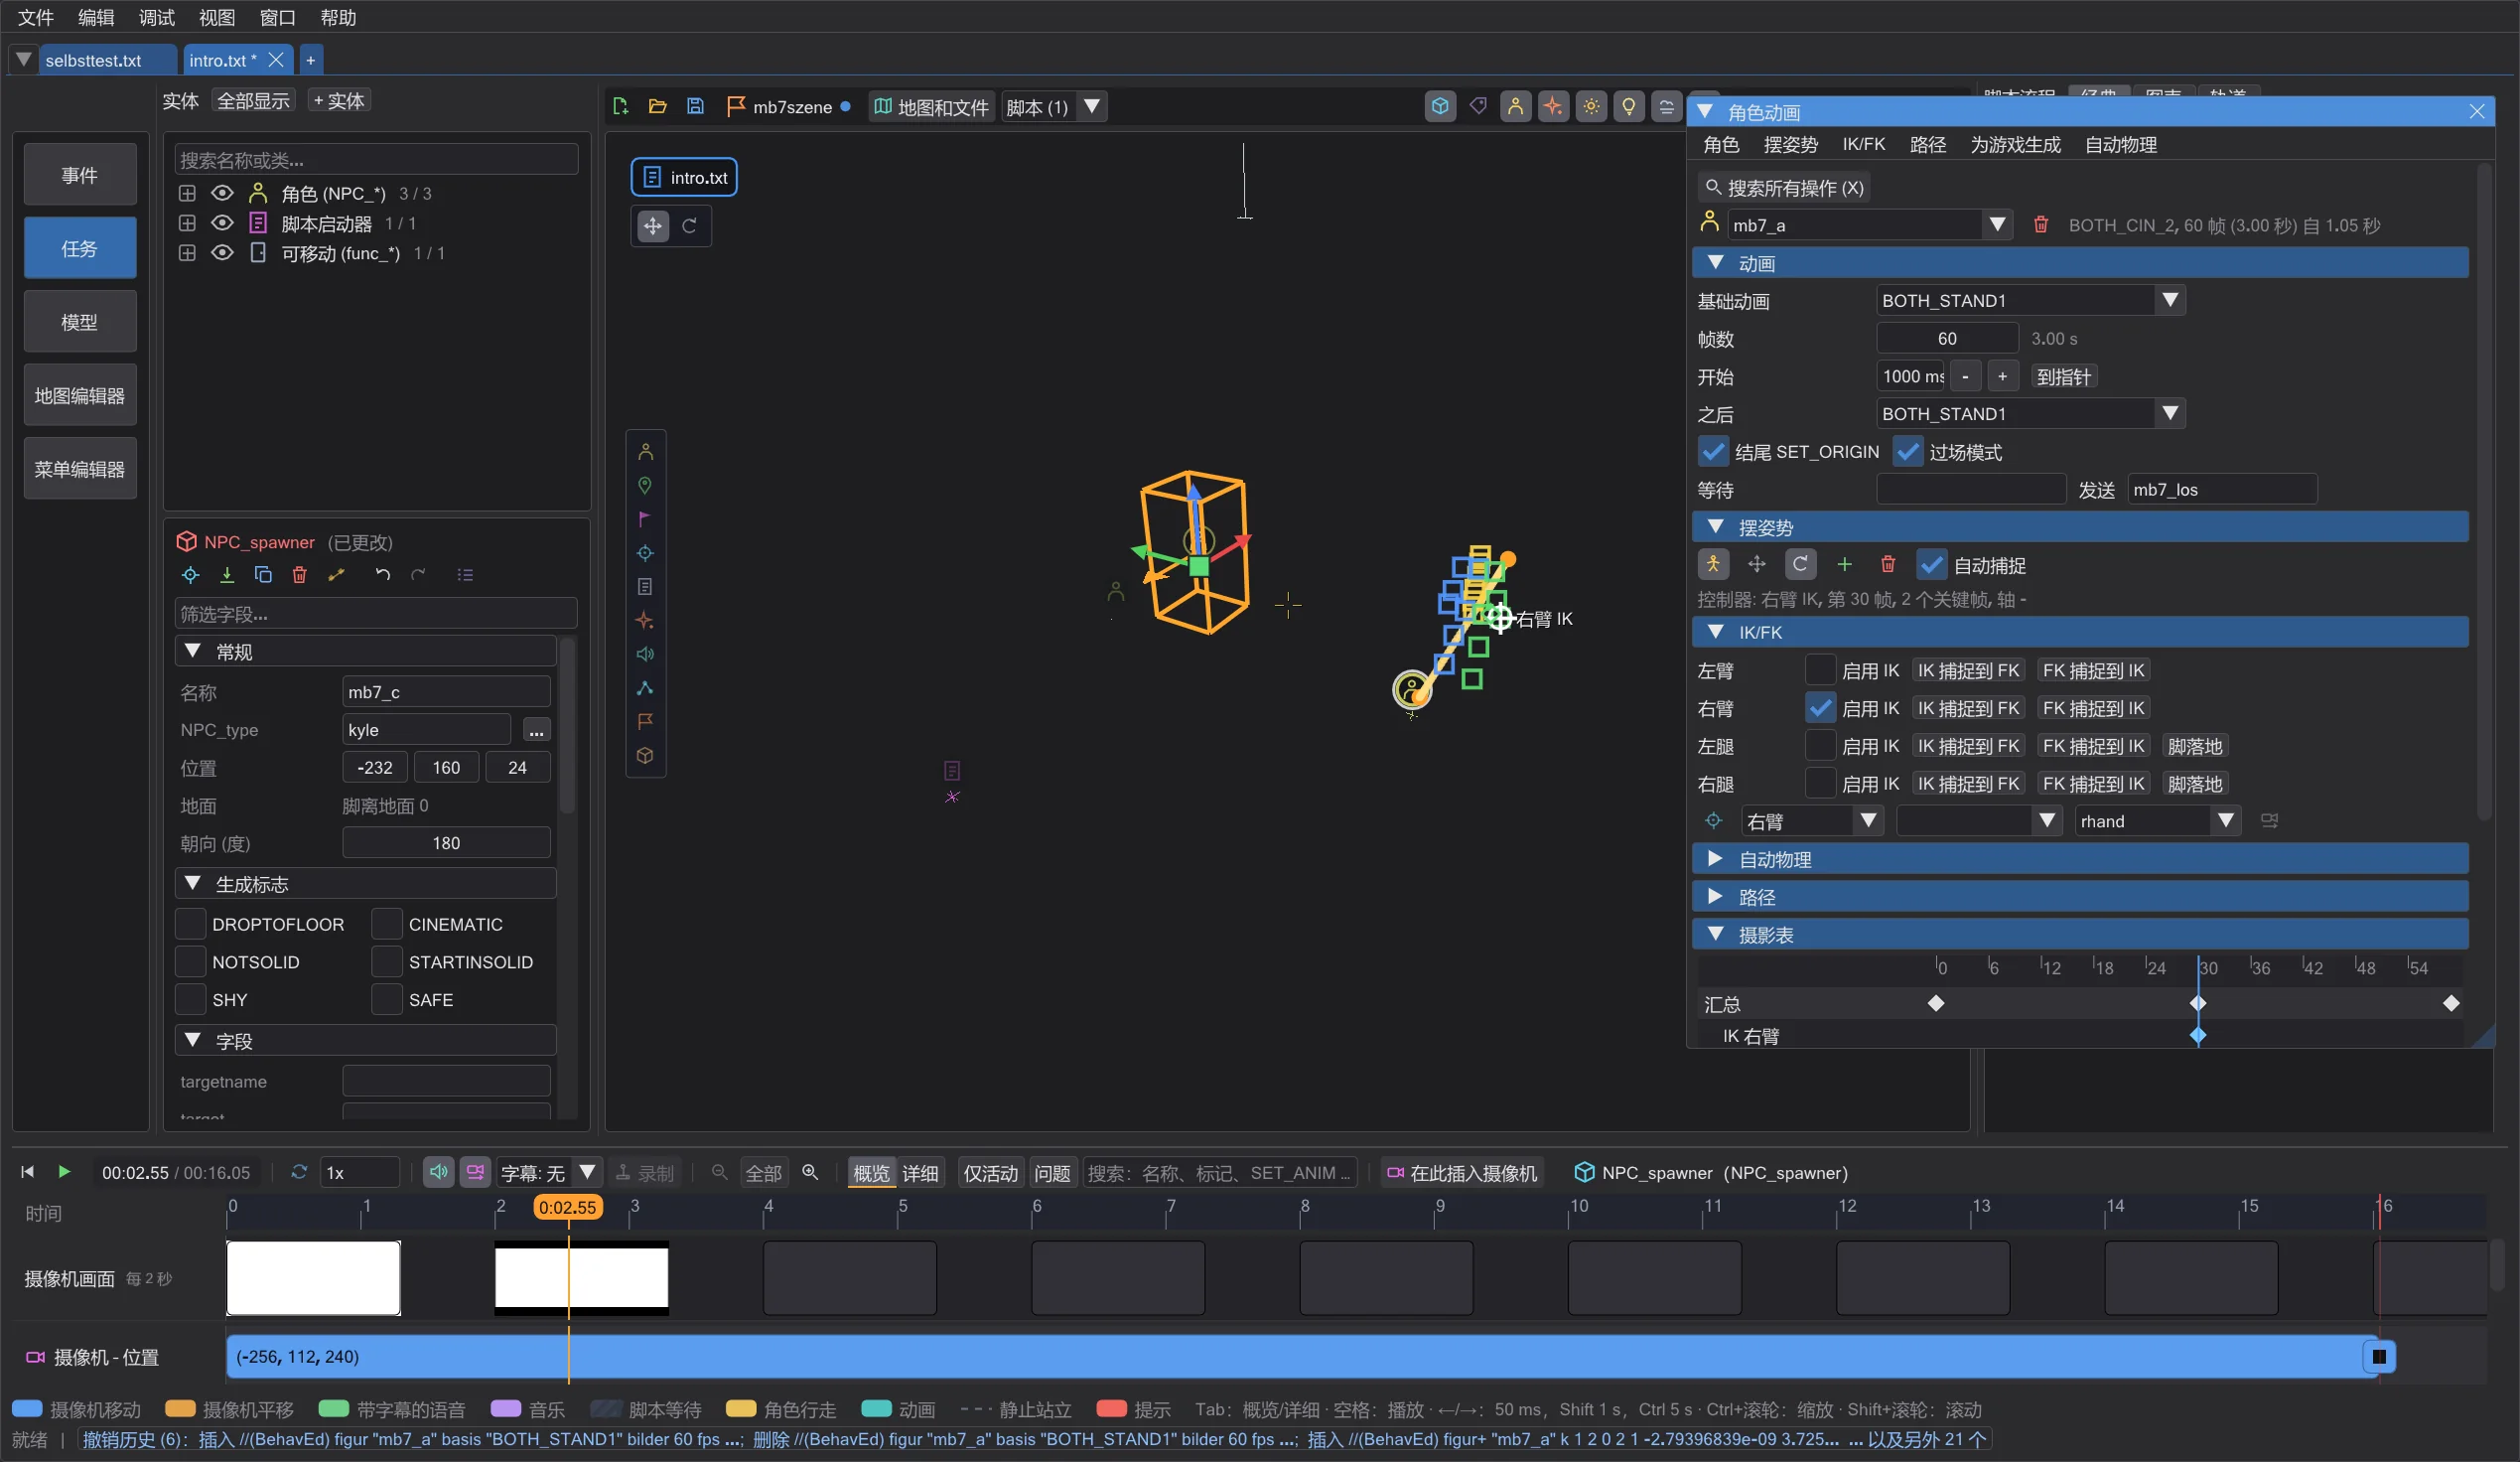 文件 编辑 调试 视图 窗口 帮助
selbsttest.txt intro.txt * +
实体 全部显示 + 实体
事件
任务
模型
地图编辑器
菜单编辑器
搜索名称或类...
角色 (NPC_*) 3 / 3
脚本启动器 1 / 1
可移动 (func_*) 1 / 1
NPC_spawner (已更改)
筛选字段...
常规
名称 mb7_c
NPC_type kyle ...
位置 -232 160 24
地面 脚离地面 0
朝向 (度) 180
生成标志
DROPTOFLOOR CINEMATIC
NOTSOLID STARTINSOLID
SHY SAFE
字段
targetname
target
mb7szene 地图和文件 脚本 (1)
intro.txt
右臂 IK
脚本流程 经典 图表 轨道
角色动画
角色 摆姿势 IK/FK 路径 为游戏生成 自动物理
搜索所有操作 (X)
mb7_a BOTH_CIN_2, 60 帧 (3.00 秒) 自 1.05 秒
动画
基础动画 BOTH_STAND1
帧数 60 3.00 s
开始 1000 ms - + 到指针
之后 BOTH_STAND1
结尾 SET_ORIGIN 过场模式
等待 发送 mb7_los
摆姿势
自动捕捉
控制器: 右臂 IK, 第 30 帧, 2 个关键帧, 轴 -
IK/FK
左臂 启用 IK IK 捕捉到 FK FK 捕捉到 IK
右臂 启用 IK IK 捕捉到 FK FK 捕捉到 IK
左腿 启用 IK IK 捕捉到 FK FK 捕捉到 IK 脚落地
右腿 启用 IK IK 捕捉到 FK FK 捕捉到 IK 脚落地
右臂 rhand
自动物理
路径
摄影表
0 6 12 18 24 30 36 42 48 54
汇总
IK 右臂
00:02.55 / 00:16.05 1x 字幕: 无 录制 全部 概览 详细 仅活动 问题 搜索: 名称、标记、SET_ANIM ... 在此插入摄像机 NPC_spawner (NPC_spawner)
时间 0 1 2 0:02.55 3 4 5 6 7 8 9 10 11 12 13 14 15 16
摄像机画面 每 2 秒
摄像机 - 位置 (-256, 112, 240)
摄像机移动 摄像机平移 带字幕的语音 音乐 脚本等待 角色行走 动画 静止站立 提示 Tab: 概览/详细 · 空格: 播放 · ←/→: 50 ms, Shift 1 s, Ctrl 5 s · Ctrl+滚轮: 缩放 · Shift+滚轮: 滚动
就绪 | 撤销历史 (6): 插入 //(BehavEd) figur "mb7_a" basis "BOTH_STAND1" bilder 60 fps ...; 删除 //(BehavEd) figur "mb7_a" basis "BOTH_STAND1" bilder 60 fps ...; 插入 //(BehavEd) figur+ "mb7_a" k 1 2 0 2 1 -2.79396839e-09 3.725... ... 以及另外 21 个